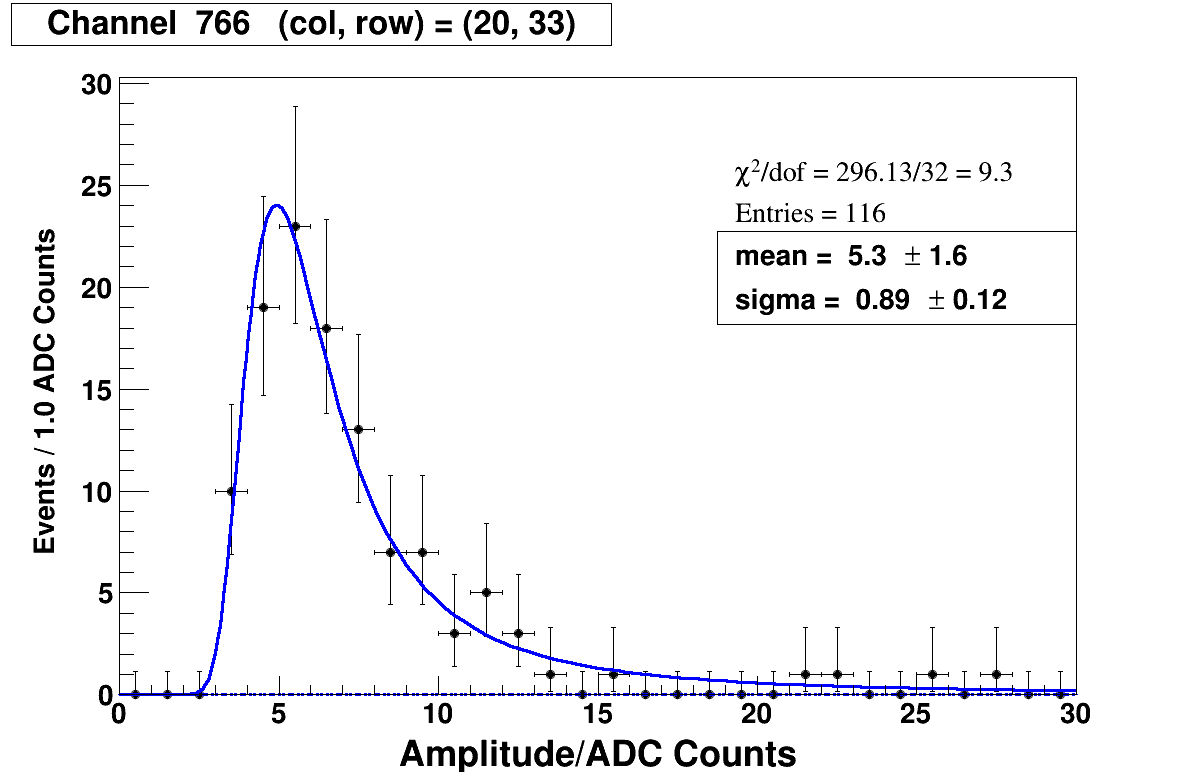 Channel 766 (col, row) = (20, 33)
30
25
20
15
10
5
0
Events / 1.0 ADC Counts
χ²/dof = 296.13/32 = 9.3
Entries = 116
mean = 5.3 ± 1.6
sigma = 0.89 ± 0.12
0 5 10 15 20 25 30
Amplitude/ADC Counts